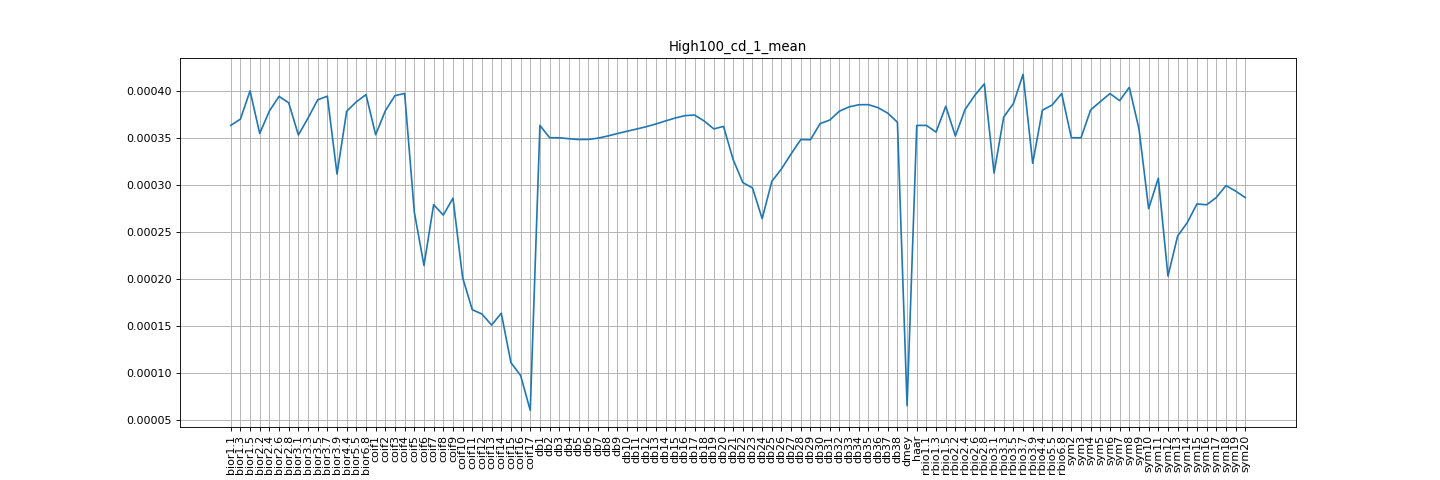 High100_cd_1_mean
0.00040
0.00035
0.00030
0.00025
0.00020
0.00015
0.00010
0.00005
bior1.1
bior1.3
bior1.5
bior2.2
bior2.4
bior2.6
bior2.8
bior3.1
bior3.3
bior3.5
bior3.7
bior3.9
bior4.4
bior5.5
bior6.8
coif1
coif2
coif3
coif4
coif5
coif6
coif7
coif8
coif9
coif10
coif11
coif12
coif13
coif14
coif15
coif16
coif17
db1
db2
db3
db4
db5
db6
db7
db8
db9
db10
db11
db12
db13
db14
db15
db16
db17
db18
db19
db20
db21
db22
db23
db24
db25
db26
db27
db28
db29
db30
db31
db32
db33
db34
db35
db36
db37
db38
dmey
haar
rbio1.1
rbio1.3
rbio1.5
rbio2.2
rbio2.4
rbio2.6
rbio2.8
rbio3.1
rbio3.3
rbio3.5
rbio3.7
rbio3.9
rbio4.4
rbio5.5
rbio6.8
sym2
sym3
sym4
sym5
sym6
sym7
sym8
sym9
sym10
sym11
sym12
sym13
sym14
sym15
sym16
sym17
sym18
sym19
sym20